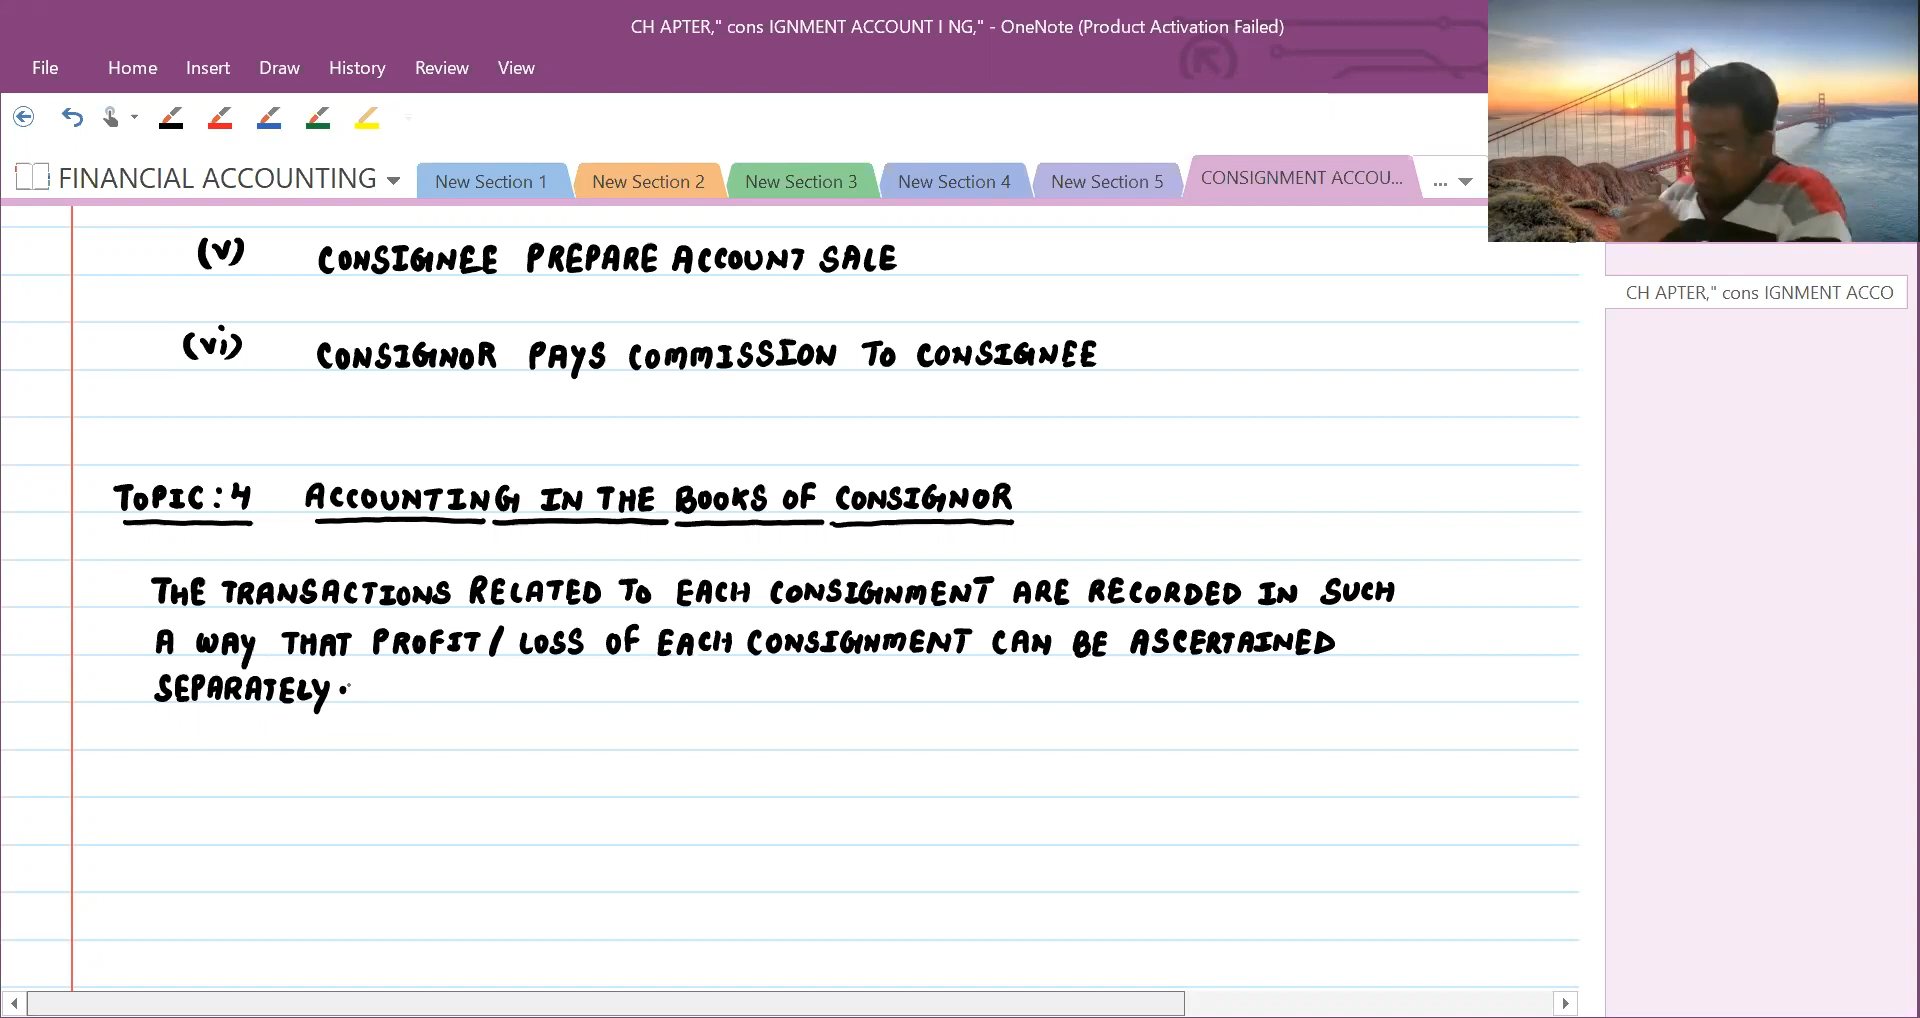 CH APTER," cons IGNMENT ACCOUNT I NG," - OneNote (Product Activation Failed)
File Home Insert Draw History Review View
FINANCIAL ACCOUNTING New Section 1 New Section 2 New Section 3 New Section 4 New Section 5 CONSIGNMENT ACCOU... ...
CH APTER," cons IGNMENT ACCO
(v) CONSIGNEE PREPARE ACCOUNT SALE
(vi) CONSIGNOR PAYS COMMISSION TO CONSIGNEE
TOPIC : 4 ACCOUNTING IN THE BOOKS OF CONSIGNOR
THE TRANSACTIONS RELATED TO EACH CONSIGNMENT ARE RECORDED IN SUCH
A WAY THAT PROFIT / LOSS OF EACH CONSIGNMENT CAN BE ASCERTAINED
SEPARATELY .